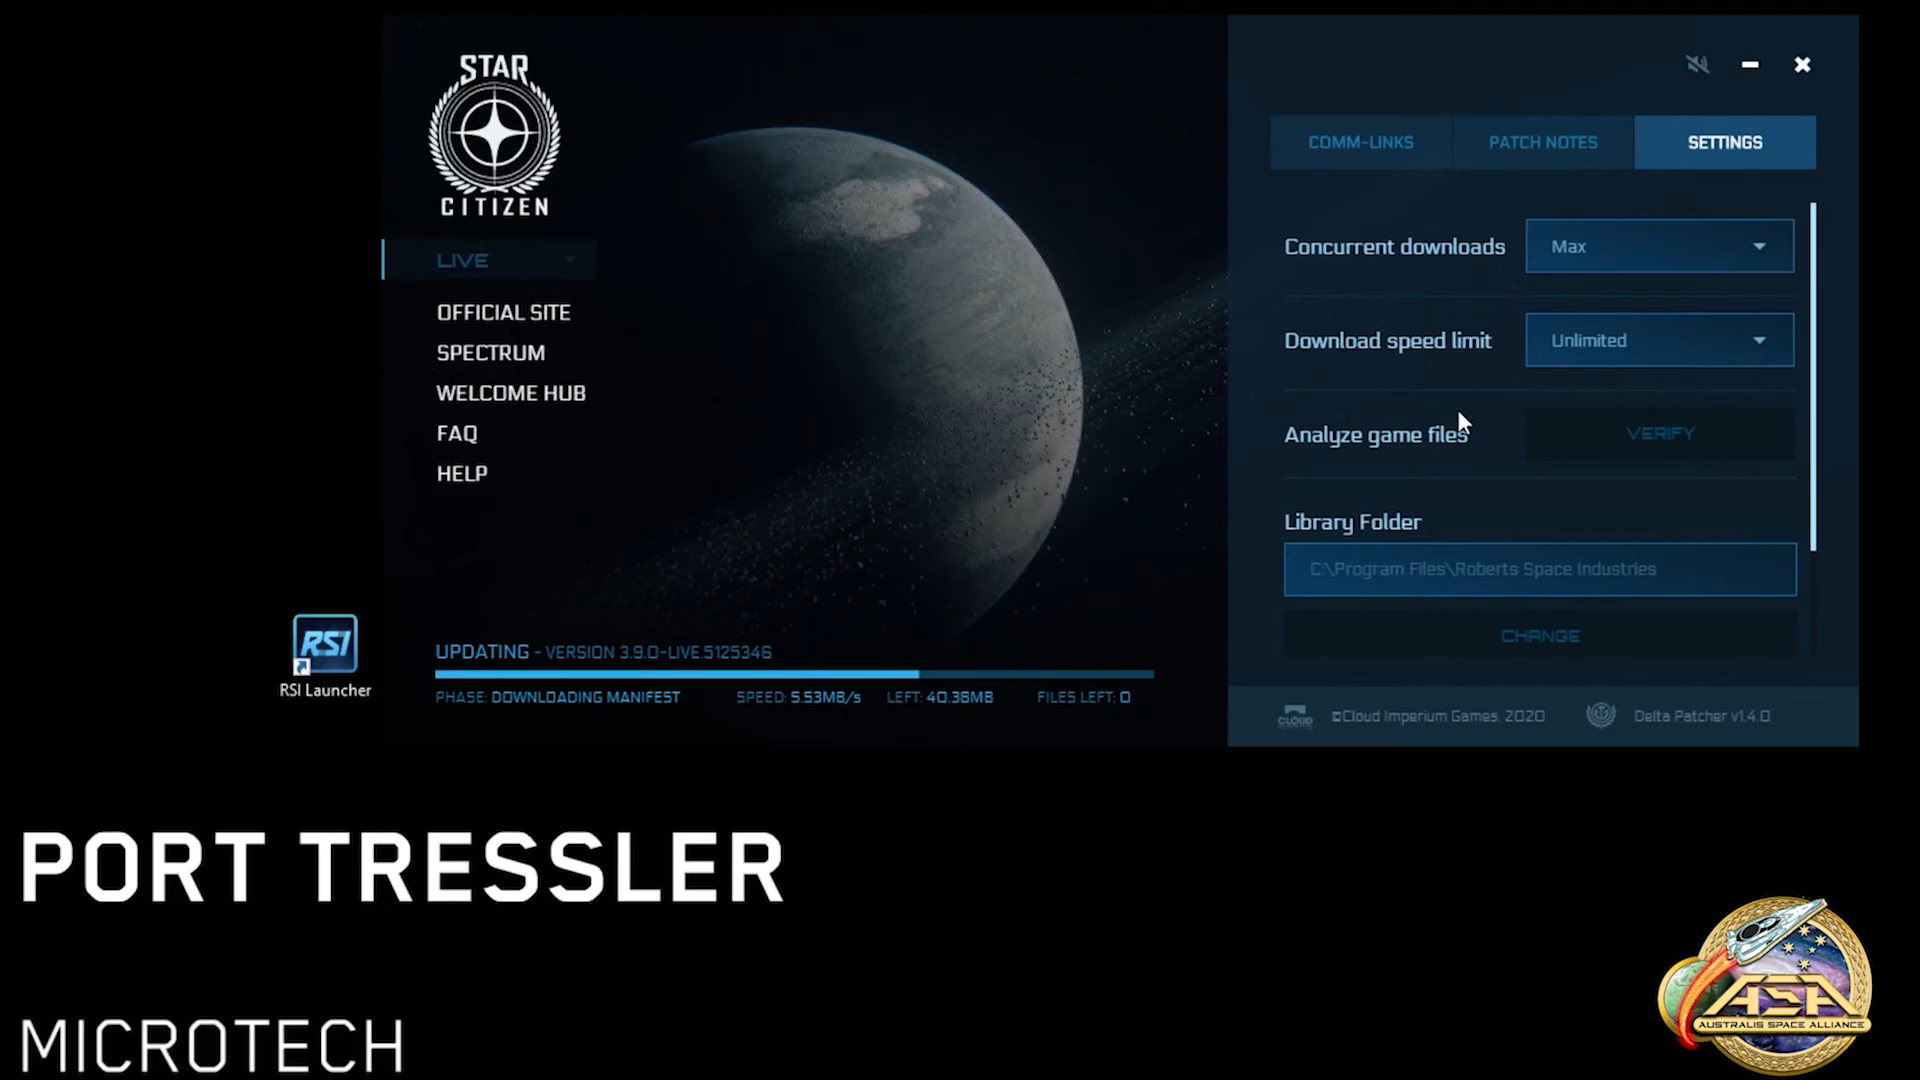 STAR
CITIZEN
LIVE
OFFICIAL SITE
SPECTRUM
WELCOME HUB
FAQ
HELP
UPDATING - VERSION 3.9.0-LIVE.5125346
PHASE: DOWNLOADING MANIFEST SPEED: 5.53MB/s LEFT: 40.38MB FILES LEFT: 0
COMM-LINKS PATCH NOTES SETTINGS
Concurrent downloads Max
Download speed limit Unlimited
Analyze game files VERIFY
Library Folder
C:\Program Files\Roberts Space Industries
CHANGE
CLOUD
©Cloud Imperium Games, 2020 Delta Patcher v1.4.0
RSI
RSI Launcher
PORT TRESSLER
MICROTECH
ASA
AUSTRALIS SPACE ALLIANCE